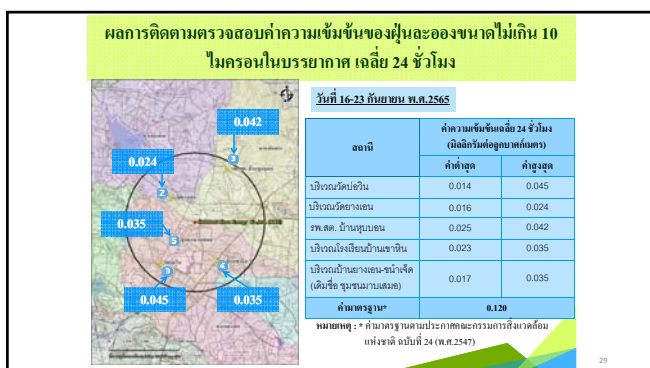 ผลการติดตามตรวจสอบค่าความเข้มข้นของฝุ่นละอองขนาดไม่เกิน 10
ไมครอนในบรรยากาศ เฉลี่ย 24 ชั่วโมง
วันที่ 16-23 กันยายน พ.ศ.2565
0.042
0.024
0.035
0.045
0.035
3
2
5
1
4
สถานี
ค่าความเข้มข้นเฉลี่ย 24 ชั่วโมง
(มิลลิกรัมต่อลูกบาศก์เมตร)
ค่าต่ำสุด ค่าสูงสุด
บริเวณวัดบ่อวิน 0.014 0.045
บริเวณวัดยางเอน 0.016 0.024
รพ.สต. บ้านหุบบอน 0.025 0.042
บริเวณโรงเรียนบ้านเขาหิน 0.023 0.035
บริเวณบ้านยางเอน-ชนำเจ็ด
(เดิมชื่อ ชุมชนมาบเสมอ) 0.017 0.035
ค่ามาตรฐาน* 0.120
หมายเหตุ : * ค่ามาตรฐานตามประกาศคณะกรรมการสิ่งแวดล้อม
แห่งชาติ ฉบับที่ 24 (พ.ศ.2547)
29